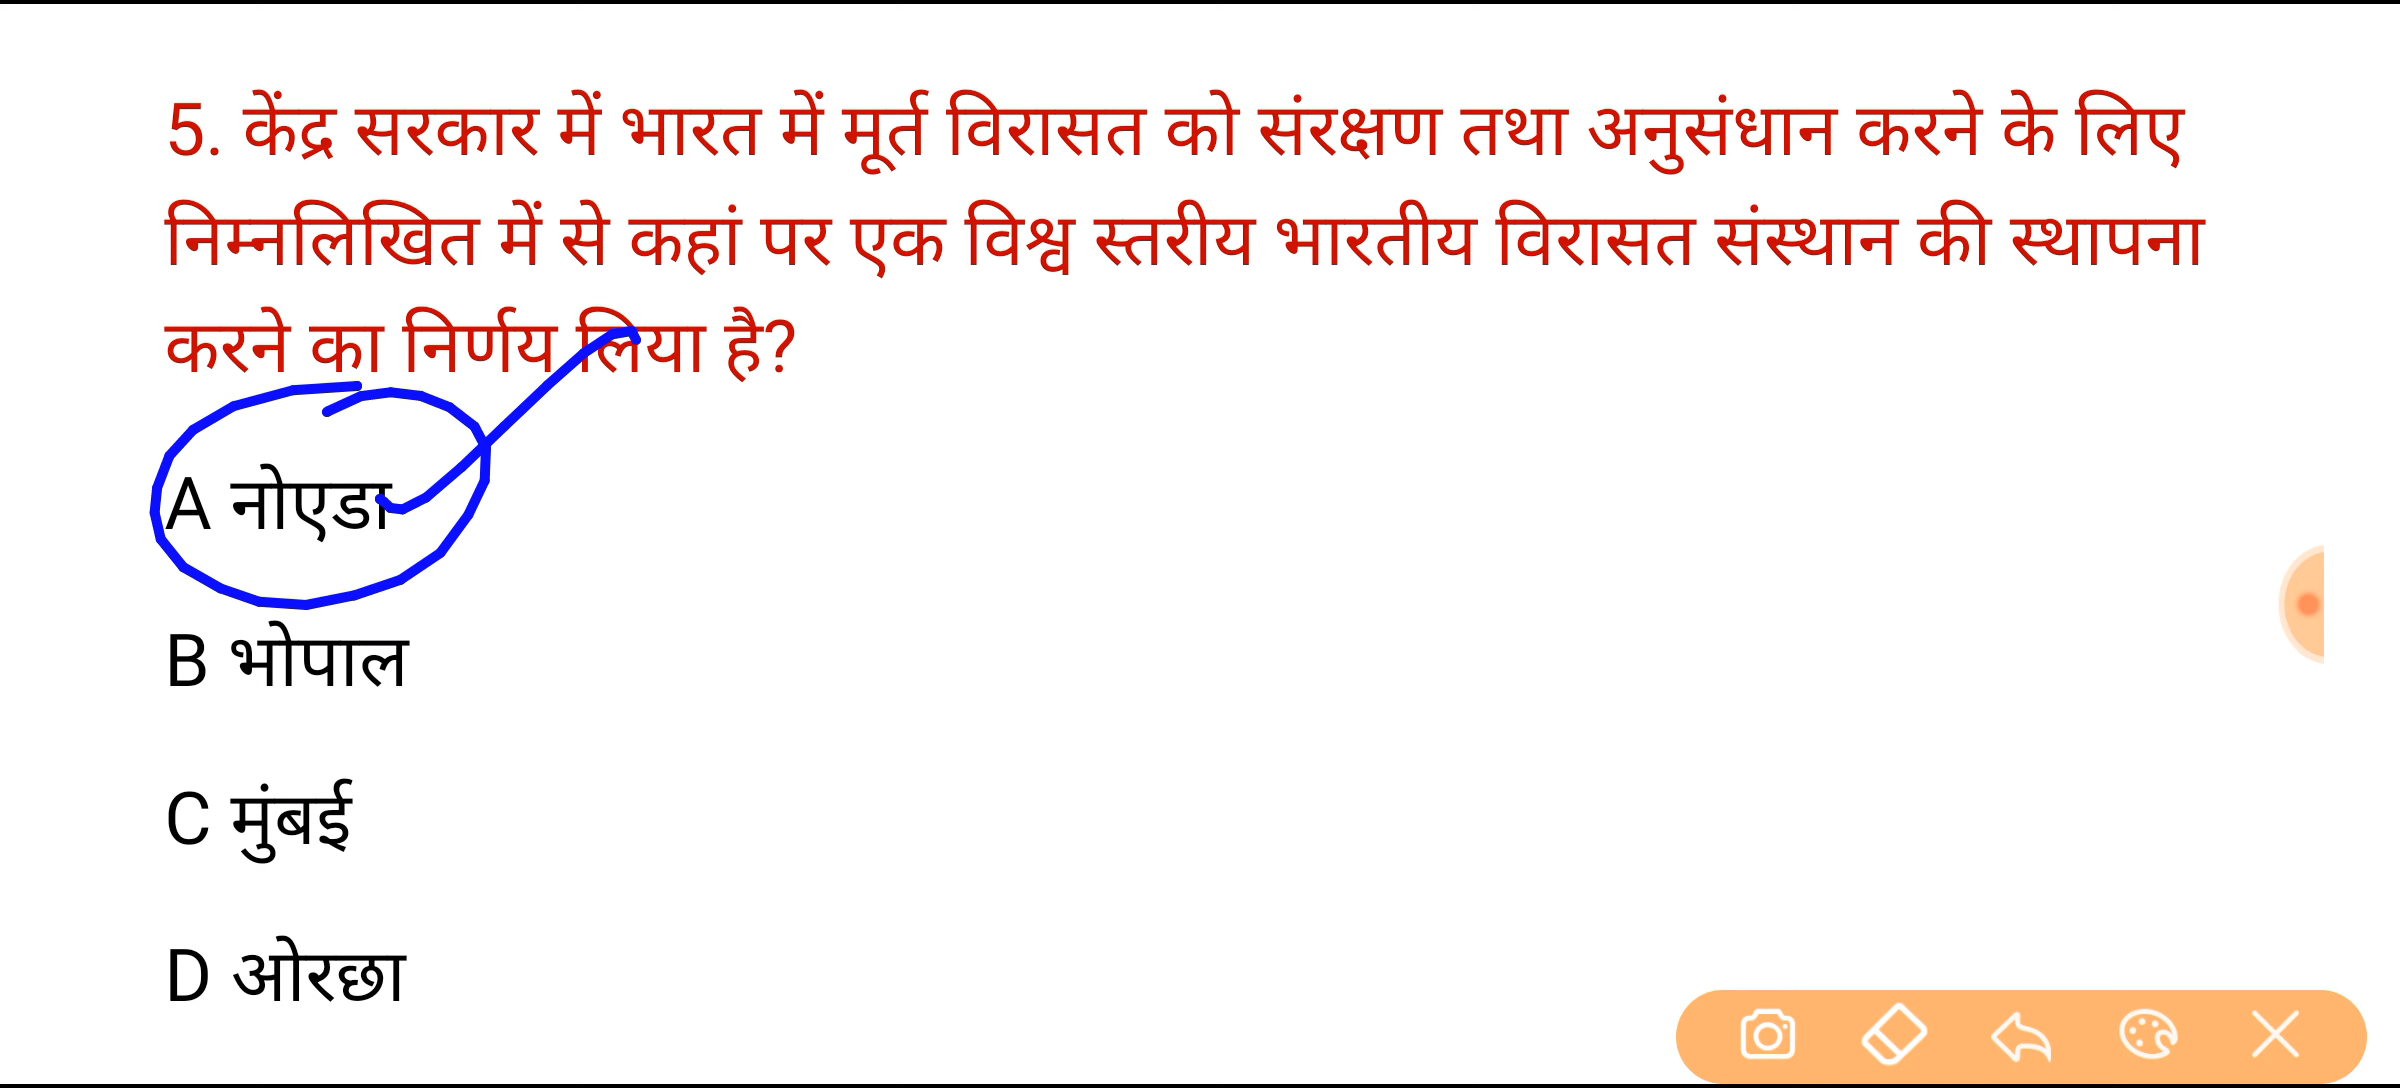 5. केंद्र सरकार में भारत में मूर्त विरासत को संरक्षण तथा अनुसंधान करने के लिए
निम्नलिखित में से कहां पर एक विश्व स्तरीय भारतीय विरासत संस्थान की स्थापना
करने का निर्णय लिया है?
A नोएडा
B भोपाल
C मुंबई
D ओरछा